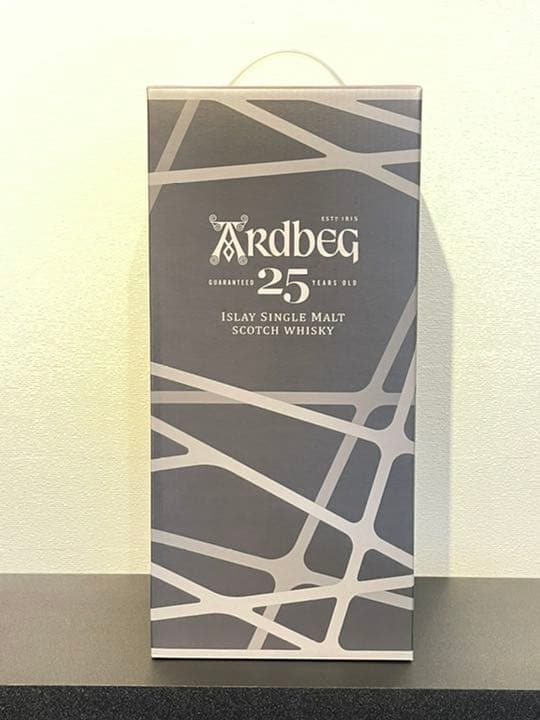 ESTD 1815
ARDBEG
GUARANTEED 25 YEARS OLD
ISLAY SINGLE MALT
SCOTCH WHISKY